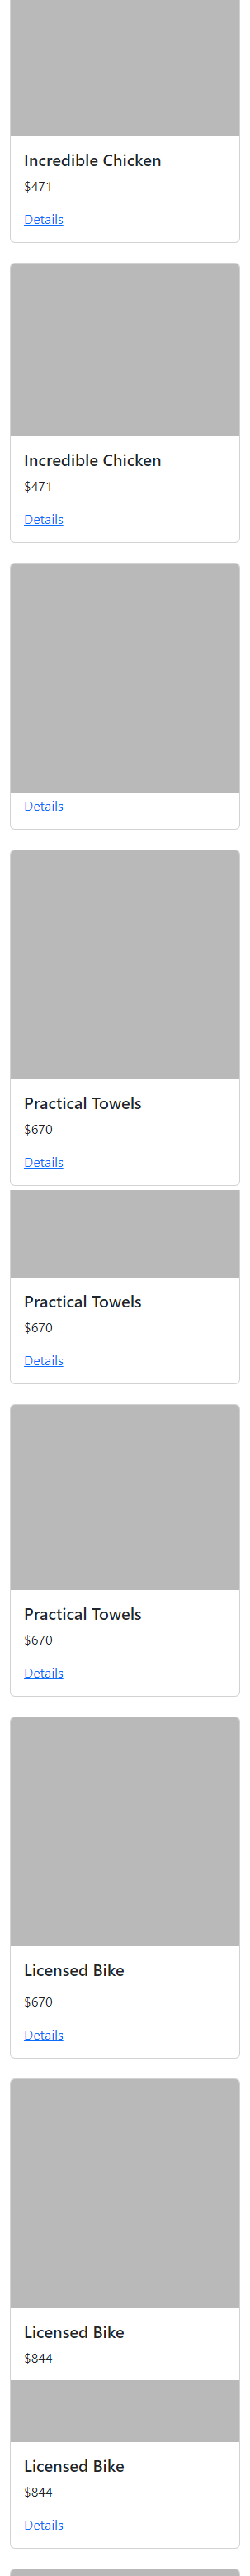 Incredible Chicken
$471
Details
Incredible Chicken
$471
Details
Details
Practical Towels
$670
Details
Practical Towels
$670
Details
Practical Towels
$670
Details
Licensed Bike
$670
Details
Licensed Bike
$844
Licensed Bike
$844
Details